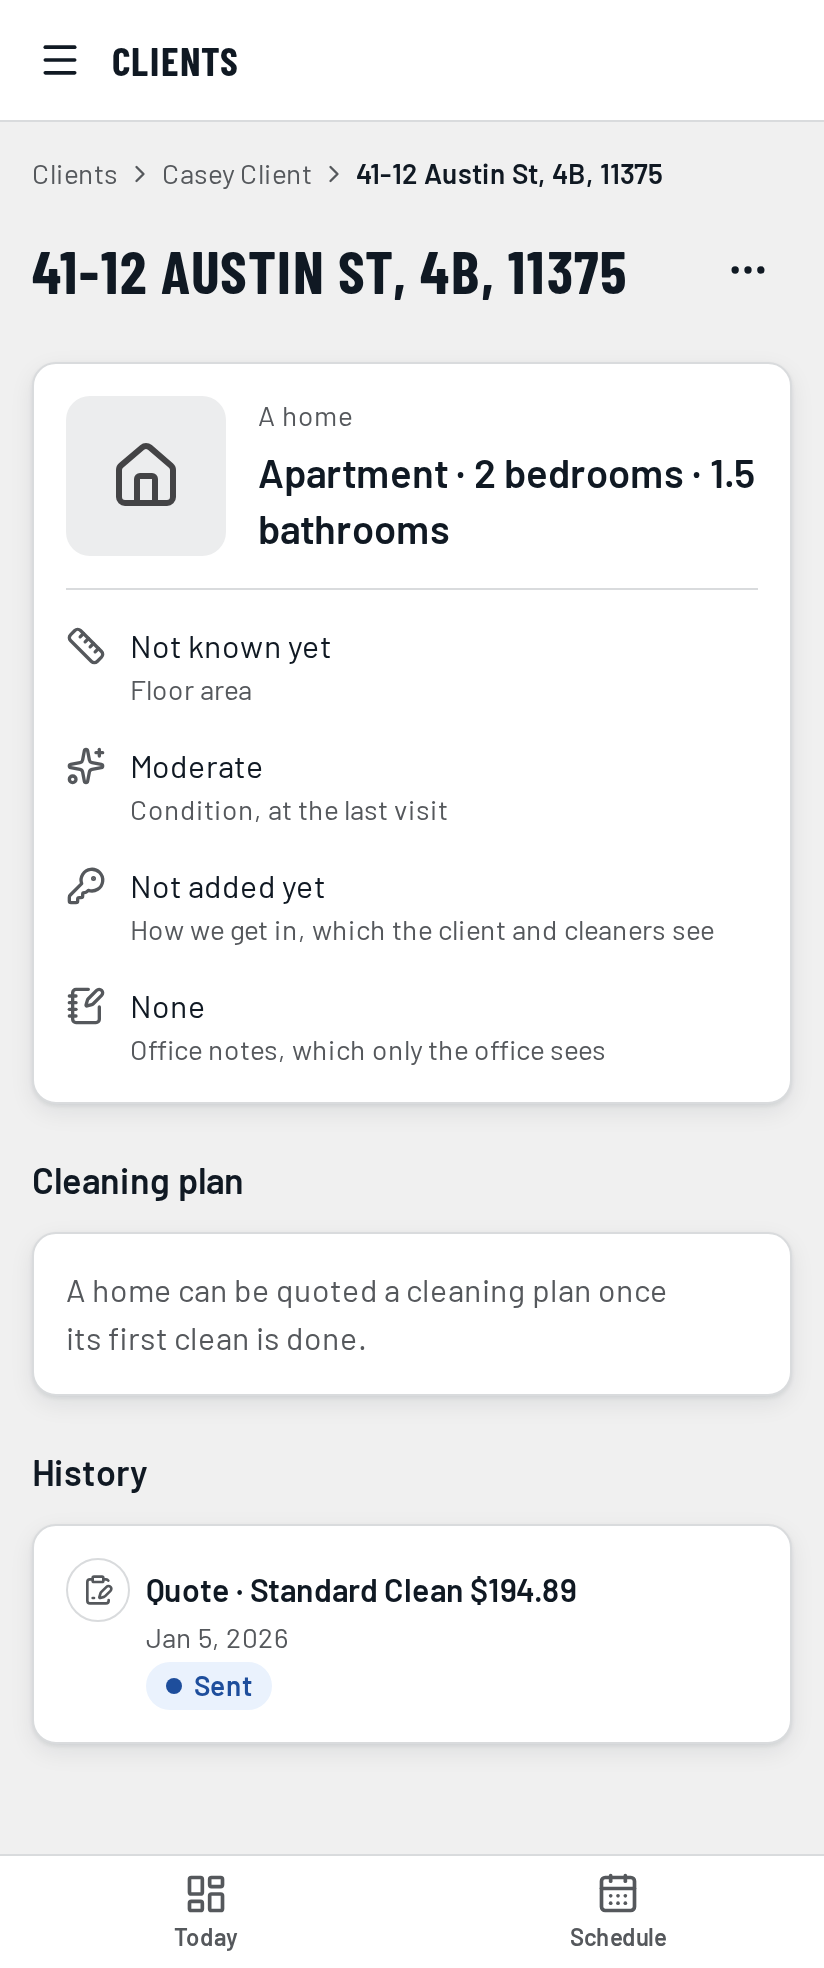 CLIENTS
Clients > Casey Client > 41-12 Austin St, 4B, 11375
41-12 AUSTIN ST, 4B, 11375
A home
Apartment · 2 bedrooms · 1.5
bathrooms
Not known yet
Floor area
Moderate
Condition, at the last visit
Not added yet
How we get in, which the client and cleaners see
None
Office notes, which only the office sees
Cleaning plan
A home can be quoted a cleaning plan once
its first clean is done.
History
Quote · Standard Clean $194.89
Jan 5, 2026
Sent
Today
Schedule